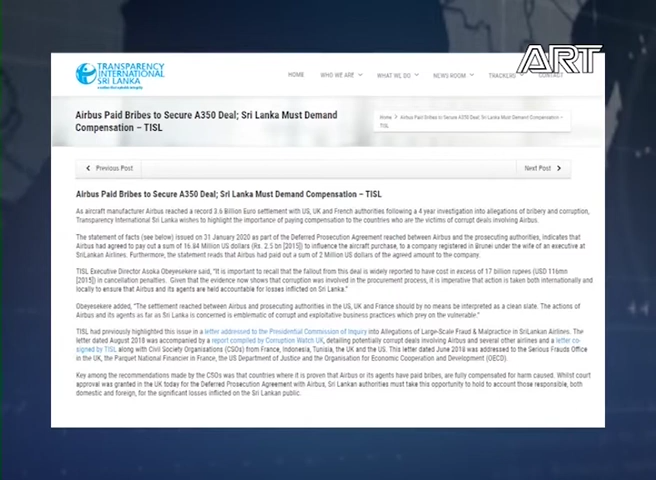 ART
TRANSPARENCY
INTERNATIONAL
SRI LANKA
HOME WHO WE ARE WHAT WE DO NEWS ROOM TRACKERS CONTACT
Airbus Paid Bribes to Secure A350 Deal; Sri Lanka Must Demand
Compensation – TISL
Home > Airbus Paid Bribes to Secure A350 Deal; Sri Lanka Must Demand Compensation –
TISL
Previous Post
Next Post
Airbus Paid Bribes to Secure A350 Deal; Sri Lanka Must Demand Compensation – TISL
As aircraft manufacturer Airbus reached a record 3.6 Billion Euro settlement with US, UK and French authorities following a 4 year investigation into allegations of bribery and corruption,
Transparency International Sri Lanka wishes to highlight the importance of paying compensation to the countries who are the victims of corrupt deals involving Airbus.
The statement of facts (see below) issued on 31 January 2020 as part of the Deferred Prosecution Agreement reached between Airbus and the prosecuting authorities, indicates that
Airbus had agreed to pay out a sum of 16.84 Million US dollars (Rs. 2.5 bn [2015]) to influence the aircraft purchase, to a company registered in Brunei under the wife of an executive at
SriLankan Airlines. Furthermore, the statement reads that Airbus had paid out a sum of 2 Million US dollars of the agreed amount to the company.
TISL Executive Director Asoka Obeyesekere said, “It is important to recall that the fallout from this deal is widely reported to have cost in excess of 17 billion rupees (USD 116mn
[2015]) in cancellation penalties. Given that the evidence now shows that corruption was involved in the procurement process, it is imperative that action is taken both internationally and
locally to ensure that Airbus and its agents are held accountable for losses inflicted on Sri Lanka.”
Obeyesekere added, “The settlement reached between Airbus and prosecuting authorities in the US, UK and France should by no means be interpreted as a clean slate. The actions of
Airbus and its agents as far as Sri Lanka is concerned is emblematic of corrupt and exploitative business practices which prey on the vulnerable.”
TISL had previously highlighted this issue in a letter addressed to the Presidential Commission of Inquiry into Allegations of Large-Scale Fraud & Malpractice in SriLankan Airlines. The
letter dated August 2018 was accompanied by a report compiled by Corruption Watch UK, detailing potentially corrupt deals involving Airbus and several other airlines and a letter co-
signed by TISL along with Civil Society Organisations (CSOs) from France, Indonesia, Tunisia, the UK and the US. This letter dated June 2018 was addressed to the Serious Frauds Office
in the UK, the Parquet National Financier in France, the US Department of Justice and the Organisation for Economic Cooperation and Development (OECD).
Key among the recommendations made by the CSOs was that countries where it is proven that Airbus or its agents have paid bribes, are fully compensated for harm caused. Whilst court
approval was granted in the UK today for the Deferred Prosecution Agreement with Airbus, Sri Lankan authorities must take this opportunity to hold to account those responsible, both
domestic and foreign, for the significant losses inflicted on the Sri Lankan public.